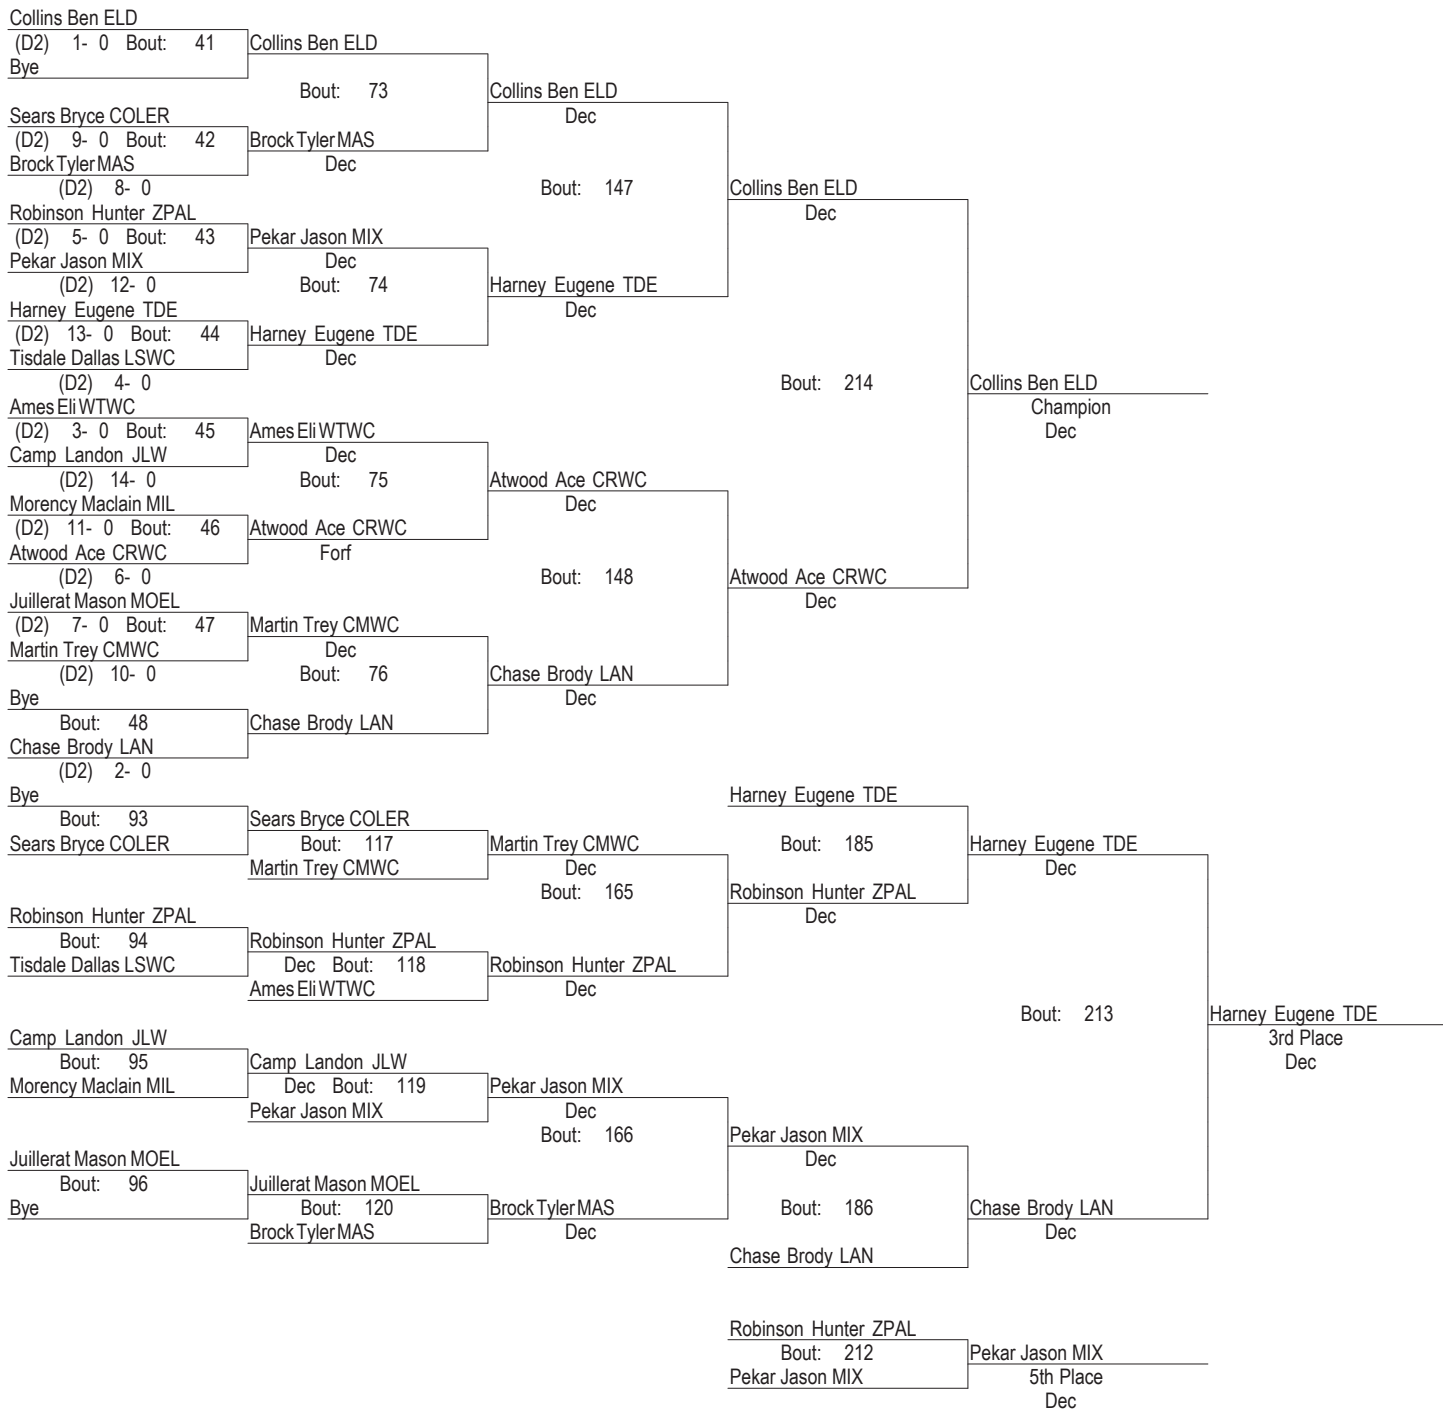 Collins Ben ELD
(D2) 1- 0 Bout: 41 Collins Ben ELD
Bye
Bout: 73 Collins Ben ELD
Sears Bryce COLER Dec
(D2) 9- 0 Bout: 42 Brock Tyler MAS
Brock Tyler MAS Dec
(D2) 8- 0 Bout: 147 Collins Ben ELD
Robinson Hunter ZPAL Dec
(D2) 5- 0 Bout: 43 Pekar Jason MIX
Pekar Jason MIX Dec
(D2) 12- 0 Bout: 74 Harney Eugene TDE
Harney Eugene TDE Dec
(D2) 13- 0 Bout: 44 Harney Eugene TDE
Tisdale Dallas LSWC Dec
(D2) 4- 0 Bout: 214 Collins Ben ELD
Ames Eli WTWC Champion
(D2) 3- 0 Bout: 45 Ames Eli WTWC Dec
Camp Landon JLW Dec
(D2) 14- 0 Bout: 75 Atwood Ace CRWC
Morency Maclain MIL Dec
(D2) 11- 0 Bout: 46 Atwood Ace CRWC
Atwood Ace CRWC Forf
(D2) 6- 0 Bout: 148 Atwood Ace CRWC
Juillerat Mason MOEL Dec
(D2) 7- 0 Bout: 47 Martin Trey CMWC
Martin Trey CMWC Dec
(D2) 10- 0 Bout: 76 Chase Brody LAN
Bye Dec
Bout: 48 Chase Brody LAN
Chase Brody LAN
(D2) 2- 0
Bye Harney Eugene TDE
Bout: 93 Sears Bryce COLER
Sears Bryce COLER Bout: 117 Martin Trey CMWC Bout: 185 Harney Eugene TDE
Martin Trey CMWC Dec Dec
Bout: 165 Robinson Hunter ZPAL
Robinson Hunter ZPAL Dec
Bout: 94 Robinson Hunter ZPAL
Tisdale Dallas LSWC Dec Bout: 118 Robinson Hunter ZPAL
Ames Eli WTWC Dec
Bout: 213 Harney Eugene TDE
Camp Landon JLW 3rd Place
Bout: 95 Camp Landon JLW Dec
Morency Maclain MIL Dec Bout: 119 Pekar Jason MIX
Pekar Jason MIX Dec
Bout: 166 Pekar Jason MIX
Juillerat Mason MOEL Dec
Bout: 96 Juillerat Mason MOEL
Bye Bout: 120 Brock Tyler MAS Bout: 186 Chase Brody LAN
Brock Tyler MAS Dec Dec
Chase Brody LAN
Robinson Hunter ZPAL
Bout: 212 Pekar Jason MIX
Pekar Jason MIX 5th Place
Dec